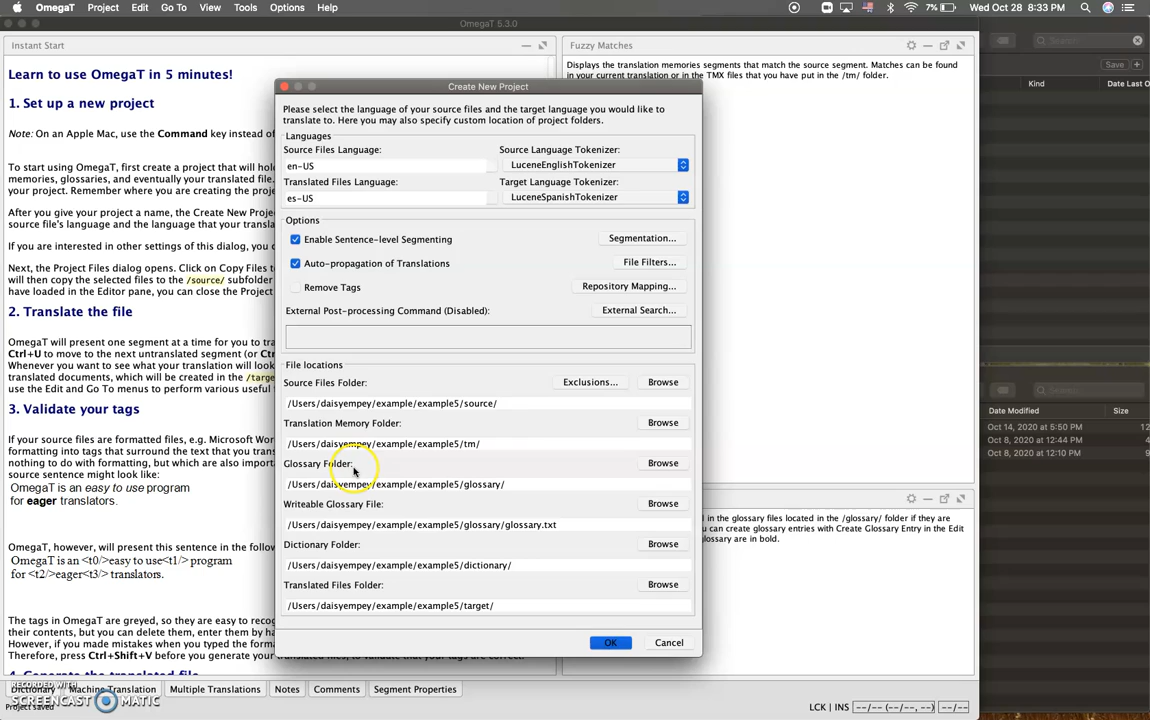 OmegaT Project Edit Go To View Tools Options Help 7% Wed Oct 28 8:33 PM
OmegaT 5.3.0
Instant Start
Learn to use OmegaT in 5 minutes!
1. Set up a new project
Note: On an Apple Mac, use the Command key instead of
To start using OmegaT, first create a project that will hol
memories, glossaries, and eventually your translated file.
your project. Remember where you are creating the proj
After you give your project a name, the Create New Proje
source file's language and the language that your transla
If you are interested in other settings of this dialog, you c
Next, the Project Files dialog opens. Click on Copy Files t
will then copy the selected files to the /source/ subfolder
have loaded in the Editor pane, you can close the Project
2. Translate the file
OmegaT will present one segment at a time for you to tra
Ctrl+U to move to the next untranslated segment (or Ct
Whenever you want to see what your translation will look
translated documents, which will be created in the /targe
use the Edit and Go To menus to perform various useful
3. Validate your tags
If your source files are formatted files, e.g. Microsoft Wor
formatting into tags that surround the text that you trans
nothing to do with formatting, but which are also importa
source sentence might look like:
OmegaT is an easy to use program
for eager translators.
OmegaT, however, will present this sentence in the follow
OmegaT is an <t0/>easy to use<t1/> program
for <t2/>eager<t3/> translators.
The tags in OmegaT are greyed, so they are easy to recog
their contents, but you can delete them, enter them by ha
However, if you made mistakes when you typed the forma
Therefore, press Ctrl+Shift+V before you generate your translated files, to validate that your tags are correct.
4. Generate the translated file
Create New Project
Please select the language of your source files and the target language you would like to
translate to. Here you may also specify custom location of project folders.
Languages
Source Files Language: Source Language Tokenizer:
en-US LuceneEnglishTokenizer
Translated Files Language: Target Language Tokenizer:
es-US LuceneSpanishTokenizer
Options
Enable Sentence-level Segmenting Segmentation...
Auto-propagation of Translations File Filters...
Remove Tags Repository Mapping...
External Post-processing Command (Disabled): External Search...
File locations
Source Files Folder: Exclusions... Browse
/Users/daisyempey/example/example5/source/
Translation Memory Folder: Browse
/Users/daisyempey/example/example5/tm/
Glossary Folder: Browse
/Users/daisyempey/example/example5/glossary/
Writeable Glossary File: Browse
/Users/daisyempey/example/example5/glossary/glossary.txt
Dictionary Folder: Browse
/Users/daisyempey/example/example5/dictionary/
Translated Files Folder: Browse
/Users/daisyempey/example/example5/target/
OK Cancel
Fuzzy Matches
Displays the translation memories segments that match the source segment. Matches can be found
in your current translation or in the TMX files that you have put in the /tm/ folder.
d in the glossary files located in the /glossary/ folder if they are
ou can create glossary entries with Create Glossary Entry in the Edit
glossary are in bold.
Search
Save +
Kind Date Last O
Search
Date Modified Size
Oct 14, 2020 at 5:50 PM 12
Oct 8, 2020 at 12:44 PM
Oct 9, 2020 at 12:53 PM
Dictionary Machine Translation Multiple Translations Notes Comments Segment Properties
RECORDED WITH
SCREENCAST MATIC
Project saved
LCK | INS --/-- (--/--, --) --/--